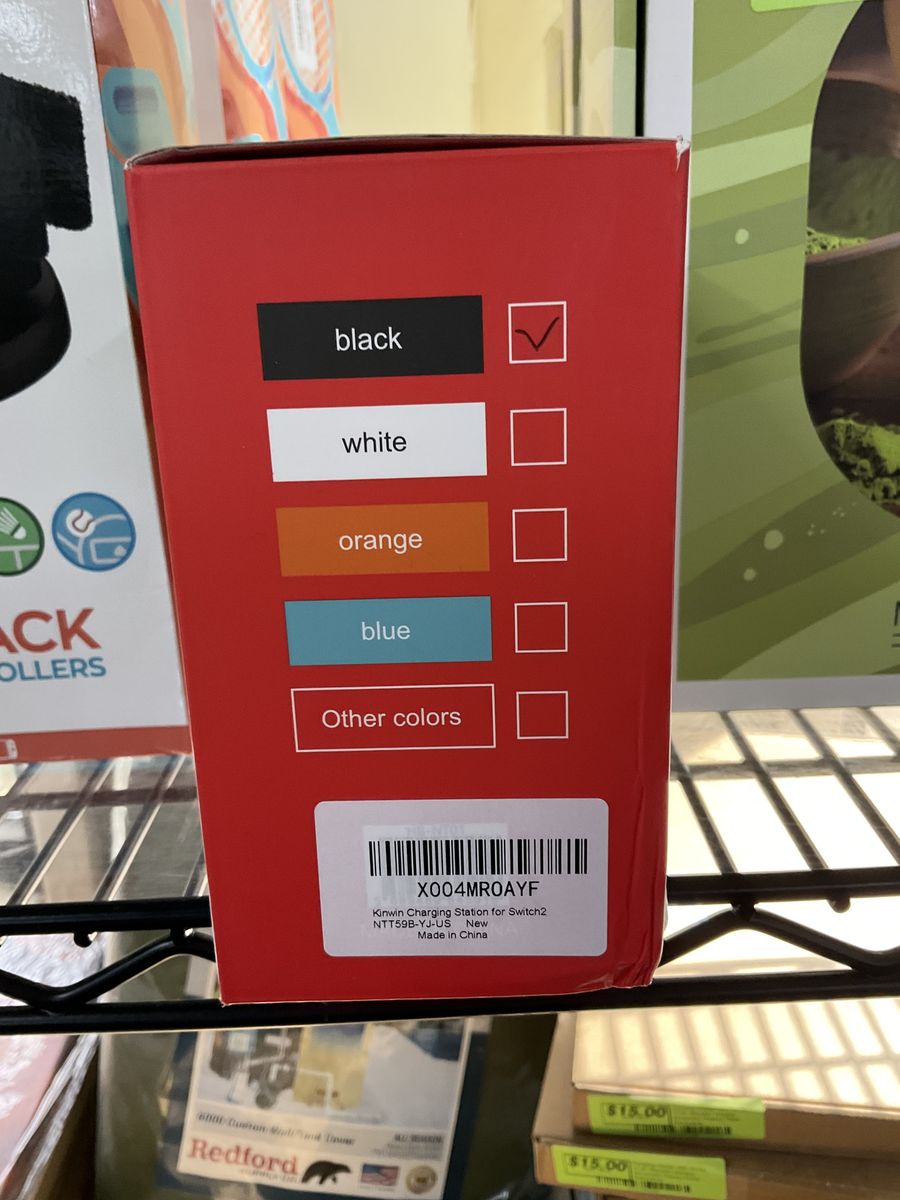 black
white
orange
blue
Other colors
X004MR0AYF
Kinwin Charging Station for Switch2
NTT59B-YJ-US New
Made in China
ACK
OLLERS
Redford
$15.00
$15.00